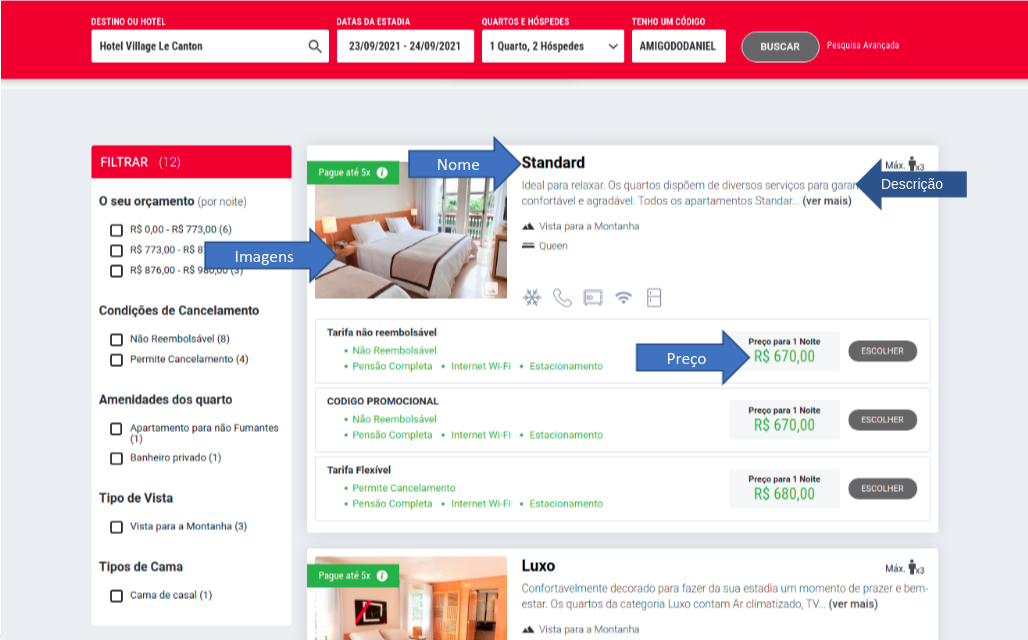 DESTINO OU HOTEL
DATAS DA ESTADIA
QUARTOS E HÓSPEDES
TENHO UM CÓDIGO
Hotel Village Le Canton
23/09/2021 - 24/09/2021
1 Quarto, 2 Hóspedes
AMIGODODANIEL
BUSCAR
Pesquisa Avançada
FILTRAR (12)
O seu orçamento (por noite)
R$ 0,00 - R$ 773,00 (6)
R$ 773,00 - R$ 8
R$ 876,00 - R$ 980,00 (3)
Condições de Cancelamento
Não Reembolsável (8)
Permite Cancelamento (4)
Amenidades dos quarto
Apartamento para não Fumantes
(1)
Banheiro privado (1)
Tipo de Vista
Vista para a Montanha (3)
Tipos de Cama
Cama de casal (1)
Pague até 5x
Imagens
Nome
Standard
Máx. x3
Ideal para relaxar. Os quartos dispõem de diversos serviços para garan
Descrição
confortável e agradável. Todos os apartamentos Standar... (ver mais)
Vista para a Montanha
Queen
Tarifa não reembolsável
• Não Reembolsável
• Pensão Completa • Internet Wi-Fi • Estacionamento
Preço
Preço para 1 Noite
R$ 670,00
ESCOLHER
CODIGO PROMOCIONAL
• Não Reembolsável
• Pensão Completa • Internet Wi-Fi • Estacionamento
Preço para 1 Noite
R$ 670,00
ESCOLHER
Tarifa Flexível
• Permite Cancelamento
• Pensão Completa • Internet Wi-Fi • Estacionamento
Preço para 1 Noite
R$ 680,00
ESCOLHER
Pague até 5x
Luxo
Máx. x3
Confortavelmente decorado para fazer da sua estadia um momento de prazer e bem-
estar. Os quartos da categoria Luxo contam Ar climatizado, TV... (ver mais)
Vista para a Montanha